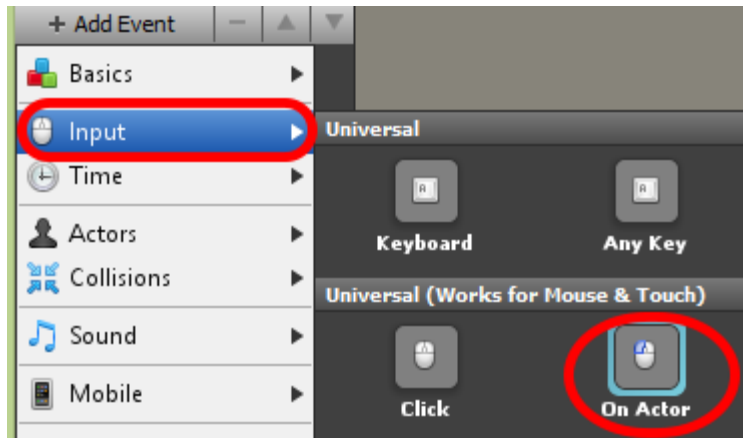 + Add Event
Basics
Input
Time
Actors
Collisions
Sound
Mobile
Universal
Keyboard
Any Key
Universal (Works for Mouse & Touch)
Click
On Actor